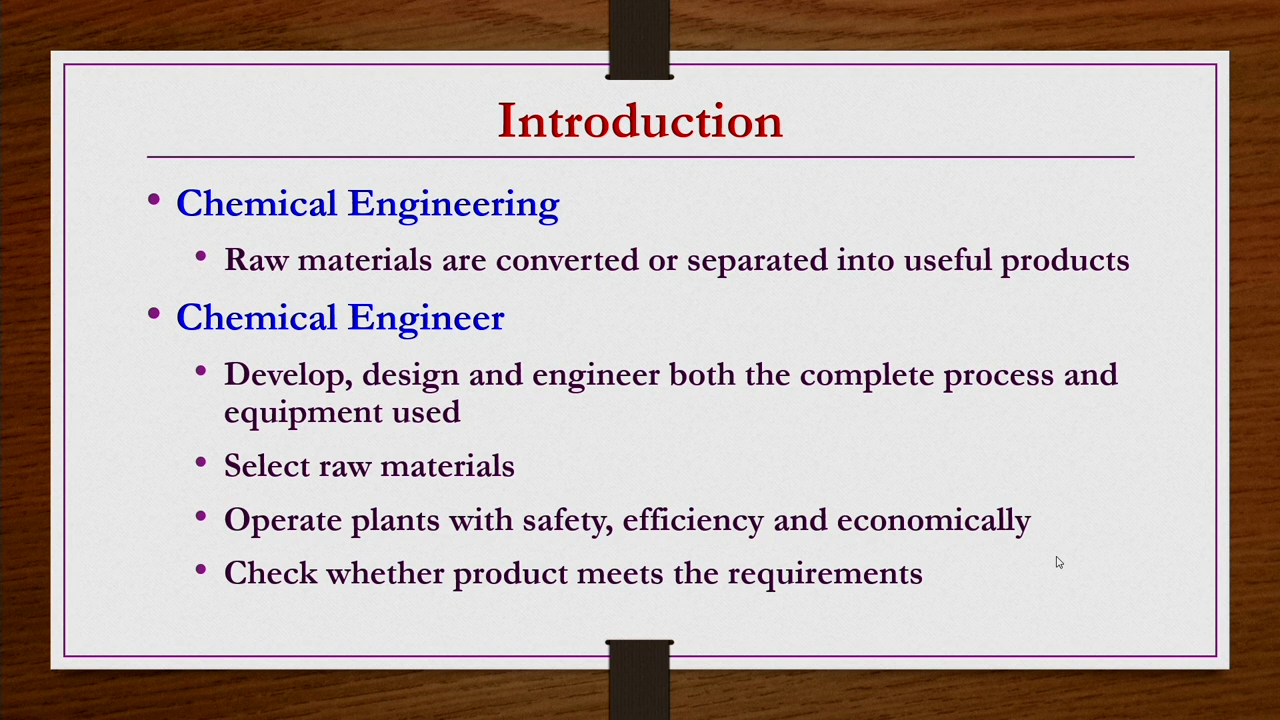 Introduction
• Chemical Engineering
• Raw materials are converted or separated into useful products
• Chemical Engineer
• Develop, design and engineer both the complete process and
equipment used
• Select raw materials
• Operate plants with safety, efficiency and economically
• Check whether product meets the requirements